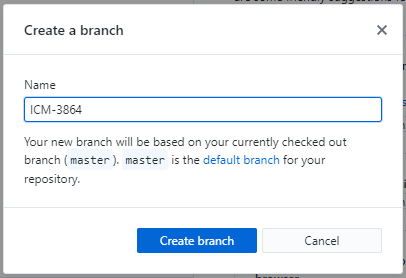 Create a branch
Name
ICM-3864
Your new branch will be based on your currently checked out
branch (master). master is the default branch for your
repository.
Create branch
Cancel